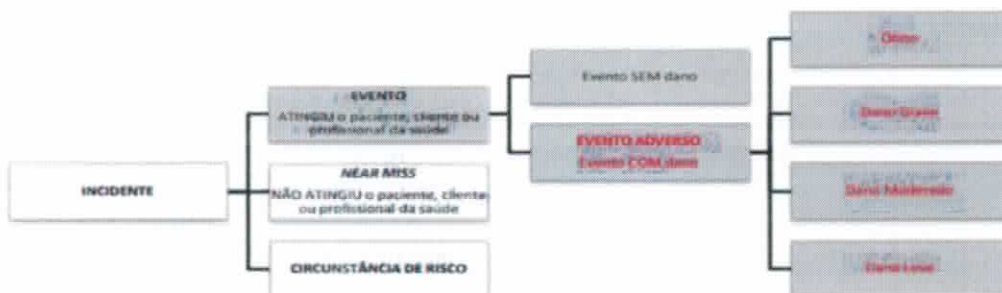 INCIDENTE
EVENTO
ATINGIU o paciente, cliente ou
profissional da saúde
NEAR MISS
NÃO ATINGIU o paciente, cliente
ou profissional da saúde
CIRCUNSTÂNCIA DE RISCO
Evento SEM dano
EVENTO ADVERSO
Evento COM dano
Óbito
Dano Grave
Dano Moderado
Dano Leve